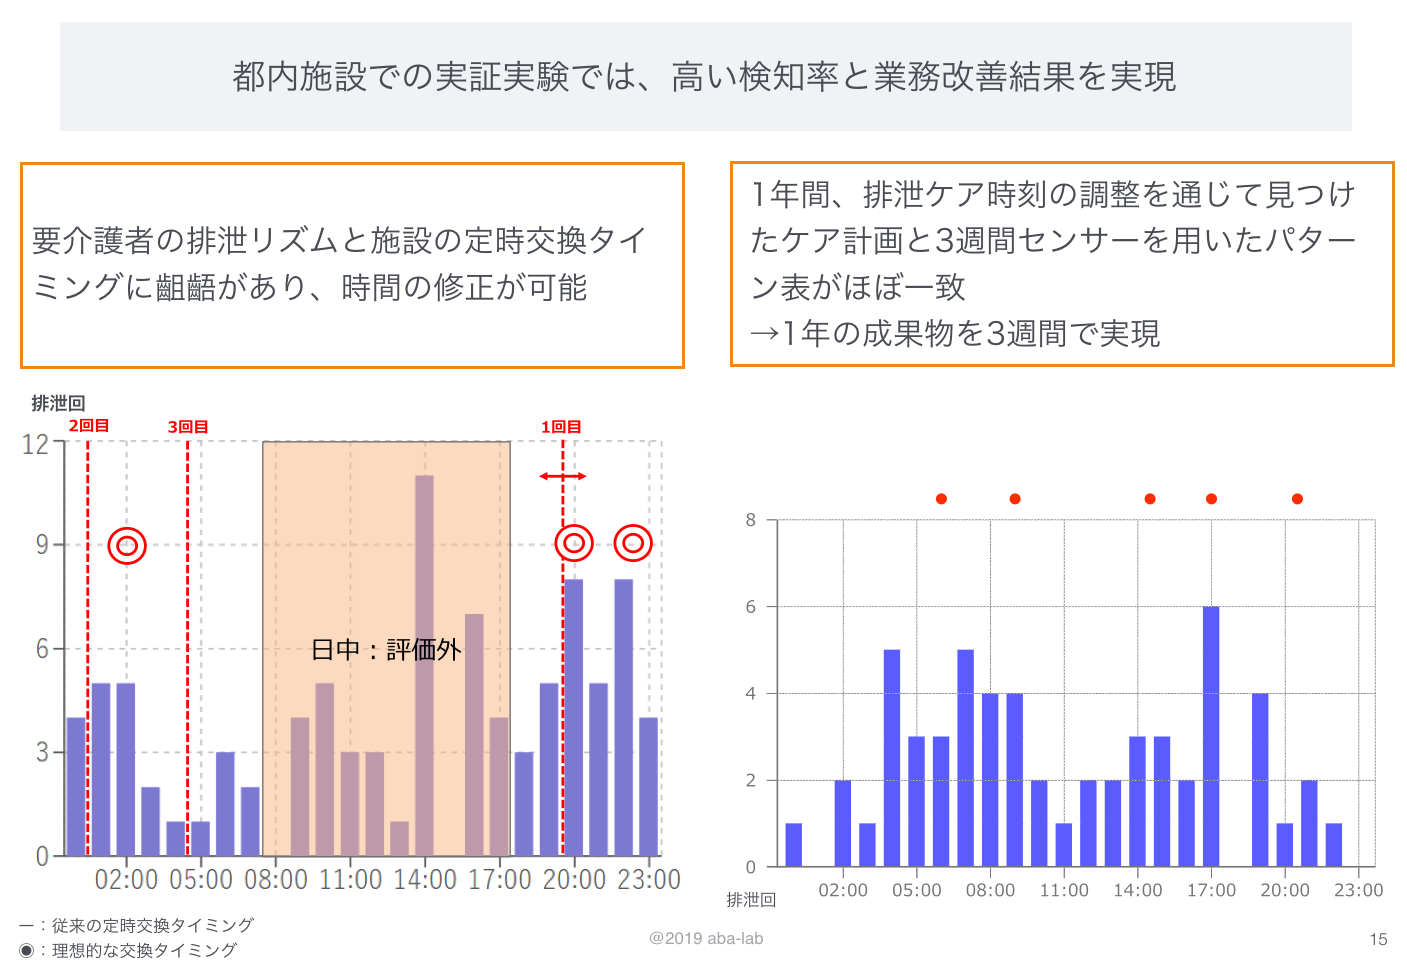 都内施設での実証実験では、高い検知率と業務改善結果を実現
要介護者の排泄リズムと施設の定時交換タイ
ミングに齟齬があり、時間の修正が可能
1年間、排泄ケア時刻の調整を通じて見つけ
たケア計画と3週間センサーを用いたパター
ン表がほぼ一致
→1年の成果物を3週間で実現
排泄回
2回目
3回目
1回目
12
9
6
3
0
日中：評価外
02:00 05:00 08:00 11:00 14:00 17:00 20:00 23:00
8
6
4
2
0
02:00 05:00 08:00 11:00 14:00 17:00 20:00 23:00
排泄回
ー：従来の定時交換タイミング
◉：理想的な交換タイミング
@2019 aba-lab
15